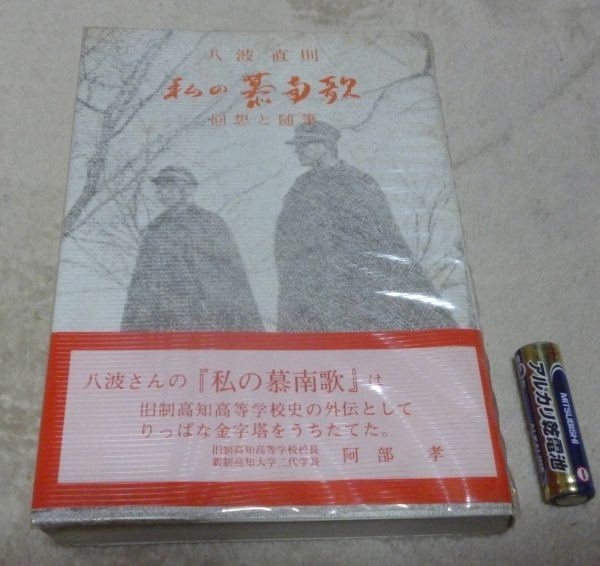 八波直則
私の慕南歌
回想と随筆
八波さんの『私の慕南歌』は
旧制高知高等学校史の外伝として
りっぱな金字塔をうちたてた。
旧制高知高等学校校長
新制高知大学二代学長
阿部 孝
MITSUBISHI
アルカリ乾電池